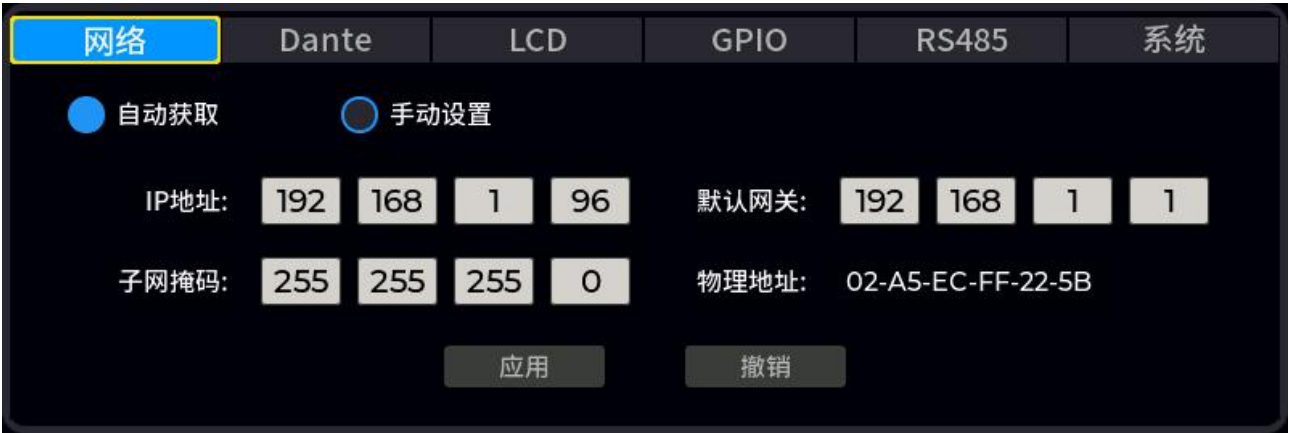 网络 Dante LCD GPIO RS485 系统
自动获取 手动设置
IP地址: 192 168 1 96 默认网关: 192 168 1 1
子网掩码: 255 255 255 0 物理地址: 02-A5-EC-FF-22-5B
应用 撤销